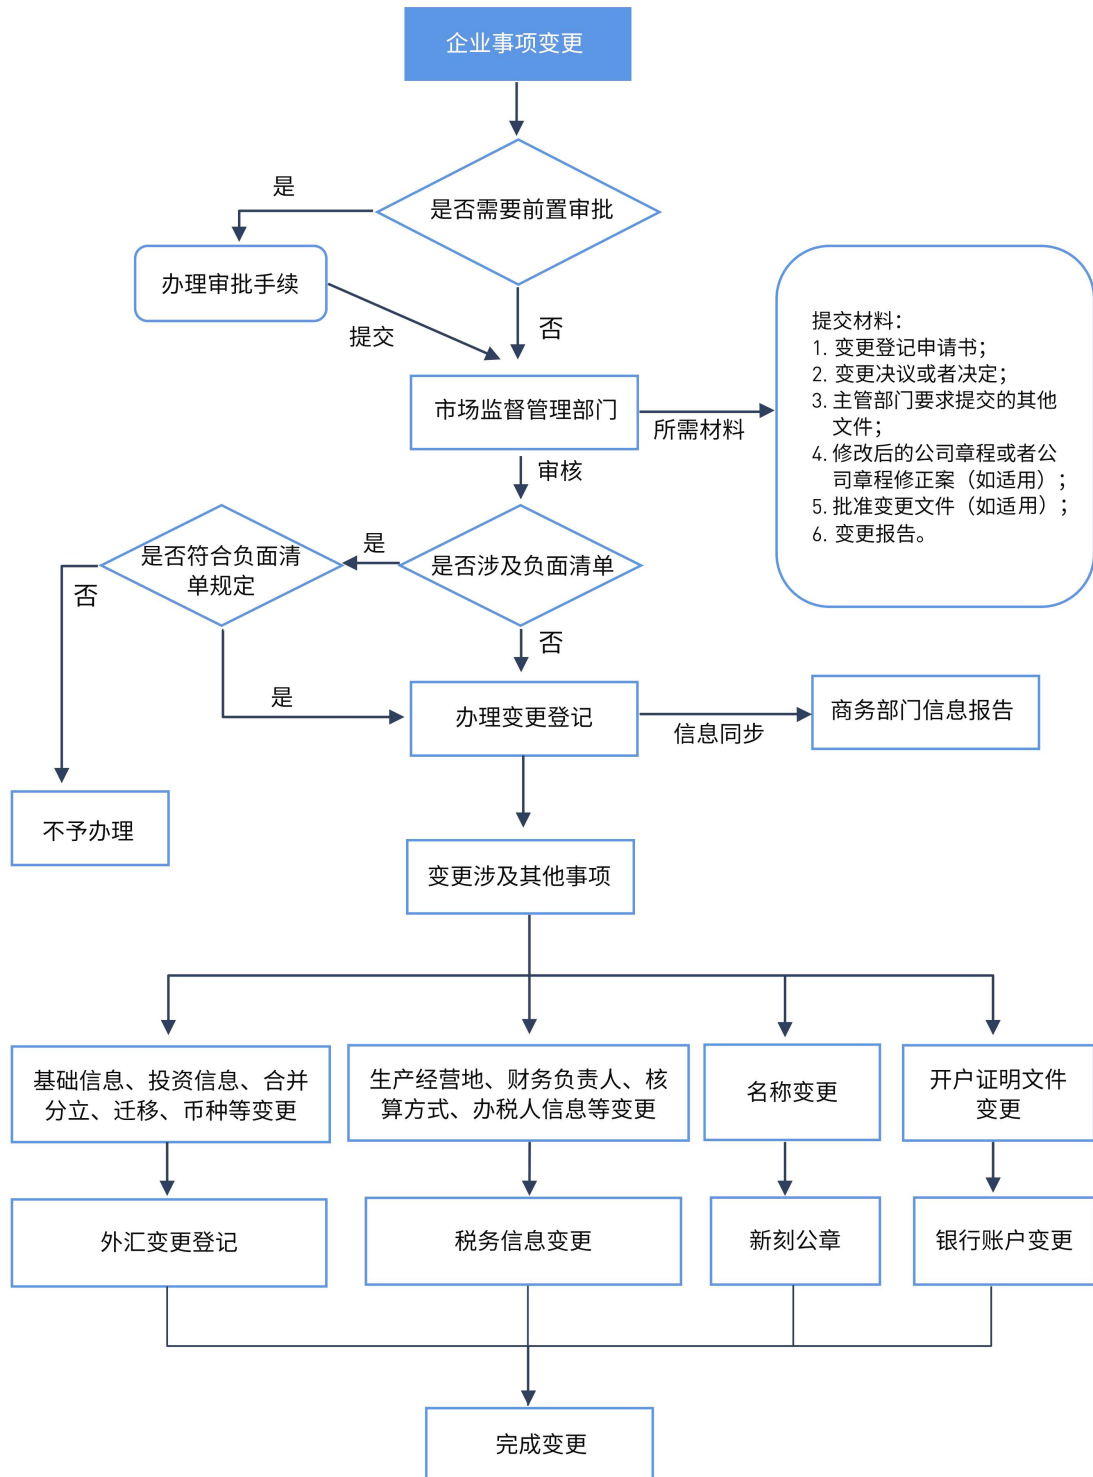 企业事项变更
是否需要前置审批
是
办理审批手续
提交
否
市场监督管理部门
所需材料
提交材料：
1. 变更登记申请书；
2. 变更决议或者决定；
3. 主管部门要求提交的其他
文件；
4. 修改后的公司章程或者公
司章程修正案（如适用）；
5. 批准变更文件（如适用）；
6. 变更报告。
审核
是否涉及负面清单
是
是否符合负面清
单规定
否
是
否
办理变更登记
信息同步
商务部门信息报告
不予办理
变更涉及其他事项
基础信息、投资信息、合并
分立、迁移、币种等变更
生产经营地、财务负责人、核
算方式、办税人信息等变更
名称变更
开户证明文件
变更
外汇变更登记
税务信息变更
新刻公章
银行账户变更
完成变更